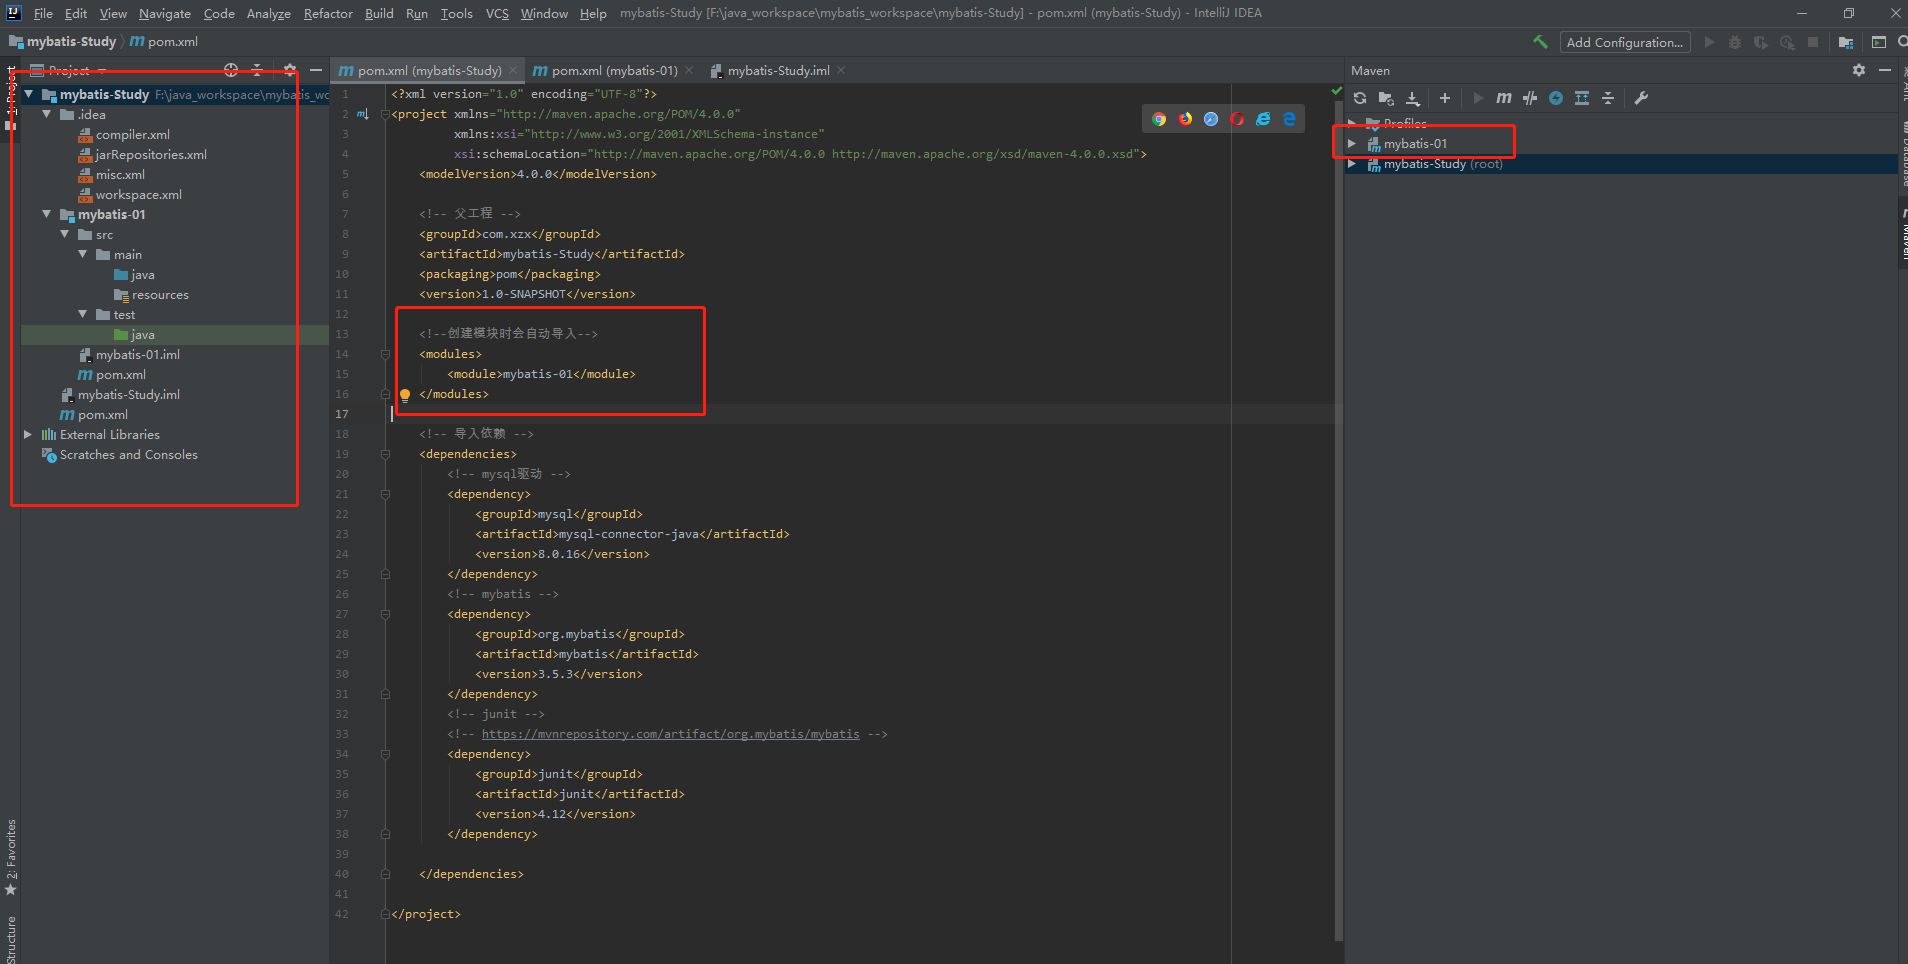 File Edit View Navigate Code Analyze Refactor Build Run Tools VCS Window Help mybatis-Study [F:\java_workspace\mybatis_workspace\mybatis-Study] - pom.xml (mybatis-Study) - IntelliJ IDEA
mybatis-Study pom.xml Add Configuration...
Project
pom.xml (mybatis-Study) pom.xml (mybatis-01) mybatis-Study.iml
Maven
mybatis-Study F:\java_workspace\mybatis_wo
.idea
compiler.xml
jarRepositories.xml
misc.xml
workspace.xml
mybatis-01
src
main
java
resources
test
java
mybatis-01.iml
pom.xml
mybatis-Study.iml
pom.xml
External Libraries
Scratches and Consoles
2: Favorites
Structure
1 <?xml version="1.0" encoding="UTF-8"?>
2 <project xmlns="http://maven.apache.org/POM/4.0.0"
3 xmlns:xsi="http://www.w3.org/2001/XMLSchema-instance"
4 xsi:schemaLocation="http://maven.apache.org/POM/4.0.0 http://maven.apache.org/xsd/maven-4.0.0.xsd">
5 <modelVersion>4.0.0</modelVersion>
6
7 <!-- 父工程 -->
8 <groupId>com.xzx</groupId>
9 <artifactId>mybatis-Study</artifactId>
10 <packaging>pom</packaging>
11 <version>1.0-SNAPSHOT</version>
12
13 <!--创建模块时会自动导入-->
14 <modules>
15 <module>mybatis-01</module>
16 </modules>
17
18 <!-- 导入依赖 -->
19 <dependencies>
20 <!-- mysql驱动 -->
21 <dependency>
22 <groupId>mysql</groupId>
23 <artifactId>mysql-connector-java</artifactId>
24 <version>8.0.16</version>
25 </dependency>
26 <!-- mybatis -->
27 <dependency>
28 <groupId>org.mybatis</groupId>
29 <artifactId>mybatis</artifactId>
30 <version>3.5.3</version>
31 </dependency>
32 <!-- junit -->
33 <!-- https://mvnrepository.com/artifact/org.mybatis/mybatis -->
34 <dependency>
35 <groupId>junit</groupId>
36 <artifactId>junit</artifactId>
37 <version>4.12</version>
38 </dependency>
39
40 </dependencies>
41
42 </project>
Profiles
mybatis-01
mybatis-Study (root)